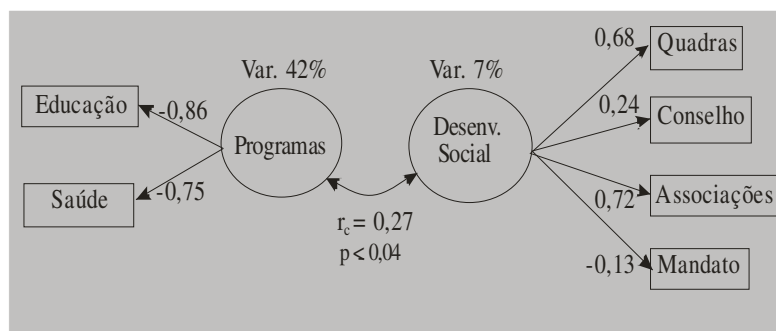 Var. 42%
Var. 7%
Educação
-0,86
Saúde
-0,75
Programas
Desenv.
Social
r_c = 0,27
p < 0,04
0,68
Quadras
0,24
Conselho
0,72
Associações
-0,13
Mandato